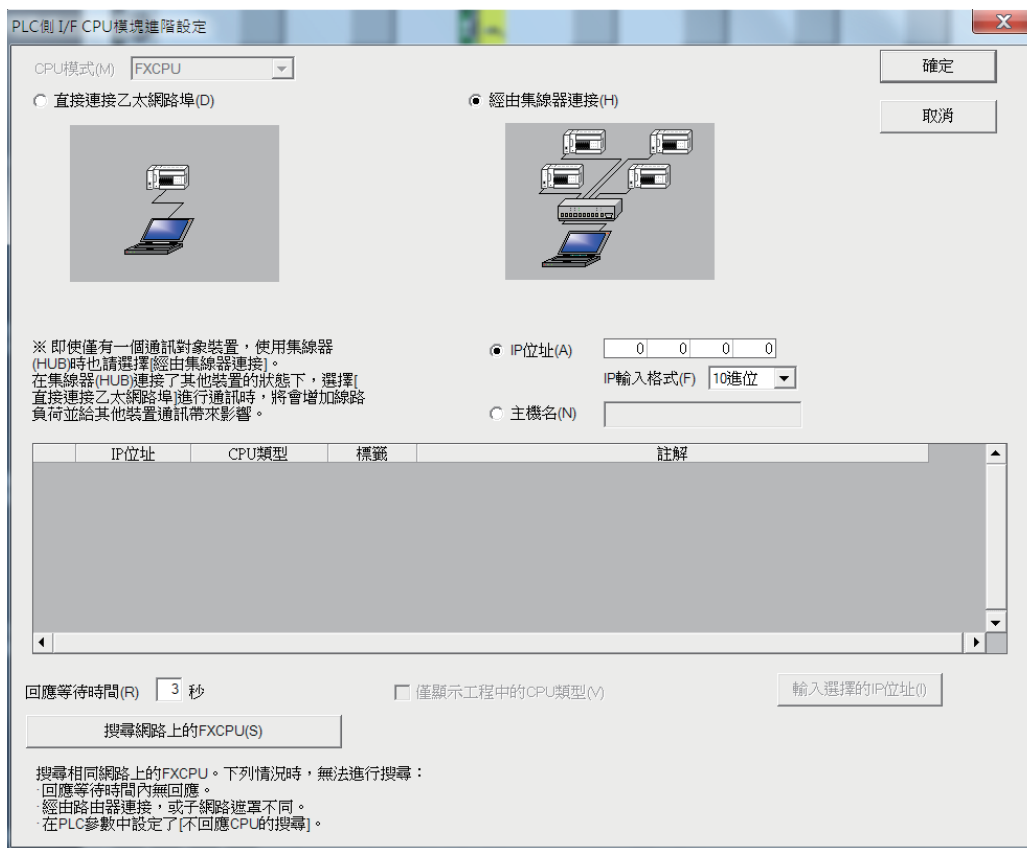 PLC側 I/F CPU模塊進階設定
CPU模式(M) FXCPU
確定
直接連接乙太網路埠(D)
經由集線器連接(H)
取消
※ 即使僅有一個通訊對象裝置，使用集線器
(HUB)時也請選擇[經由集線器連接]。
在集線器(HUB)連接了其他裝置的狀態下，選擇[
直接連接乙太網路埠]進行通訊時，將會增加線路
負荷並給其他裝置通訊帶來影響。
IP位址(A) 0 0 0 0
IP輸入格式(F) 10進位
主機名(N)
IP位址 CPU類型 標籤 註解
回應等待時間(R) 3 秒
僅顯示工程中的CPU類型(V)
輸入選擇的IP位址(I)
搜尋網路上的FXCPU(S)
搜尋相同網路上的FXCPU。下列情況時，無法進行搜尋：
·回應等待時間內無回應。
·經由路由器連接，或子網路遮罩不同。
·在PLC參數中設定了[不回應CPU的搜尋]。